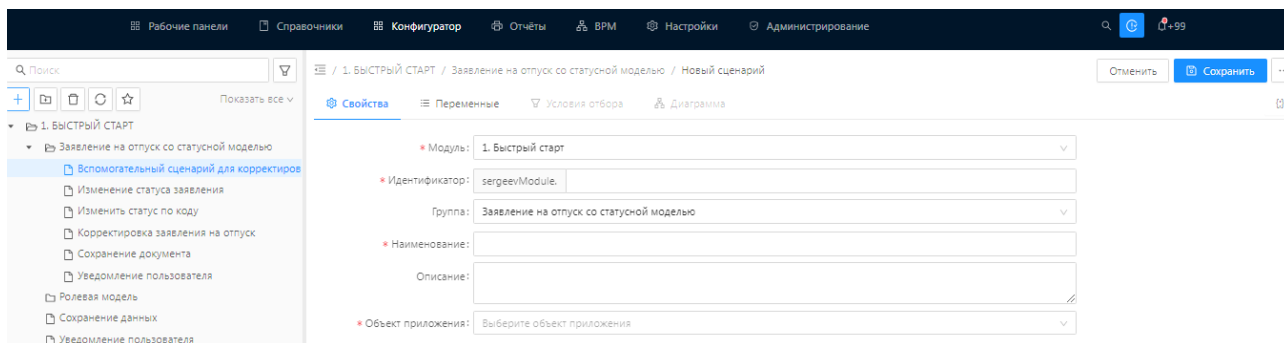 Рабочие панели Справочники Конфигуратор Отчёты BPM Настройки Администрирование +99
Поиск
1. БЫСТРЫЙ СТАРТ / Заявление на отпуск со статусной моделью / Новый сценарий
Отменить Сохранить
Показать все
Свойства Переменные Условия отбора Диаграмма
1. БЫСТРЫЙ СТАРТ
Заявление на отпуск со статусной моделью
Вспомогательный сценарий для корректиров
Изменение статуса заявления
Изменить статус по коду
Корректировка заявления на отпуск
Сохранение документа
Уведомление пользователя
Ролевая модель
Сохранение данных
Уведомление пользователя
* Модуль: 1. Быстрый старт
* Идентификатор: sergeevModule.
Группа: Заявление на отпуск со статусной моделью
* Наименование:
Описание:
* Объект приложения: Выберите объект приложения